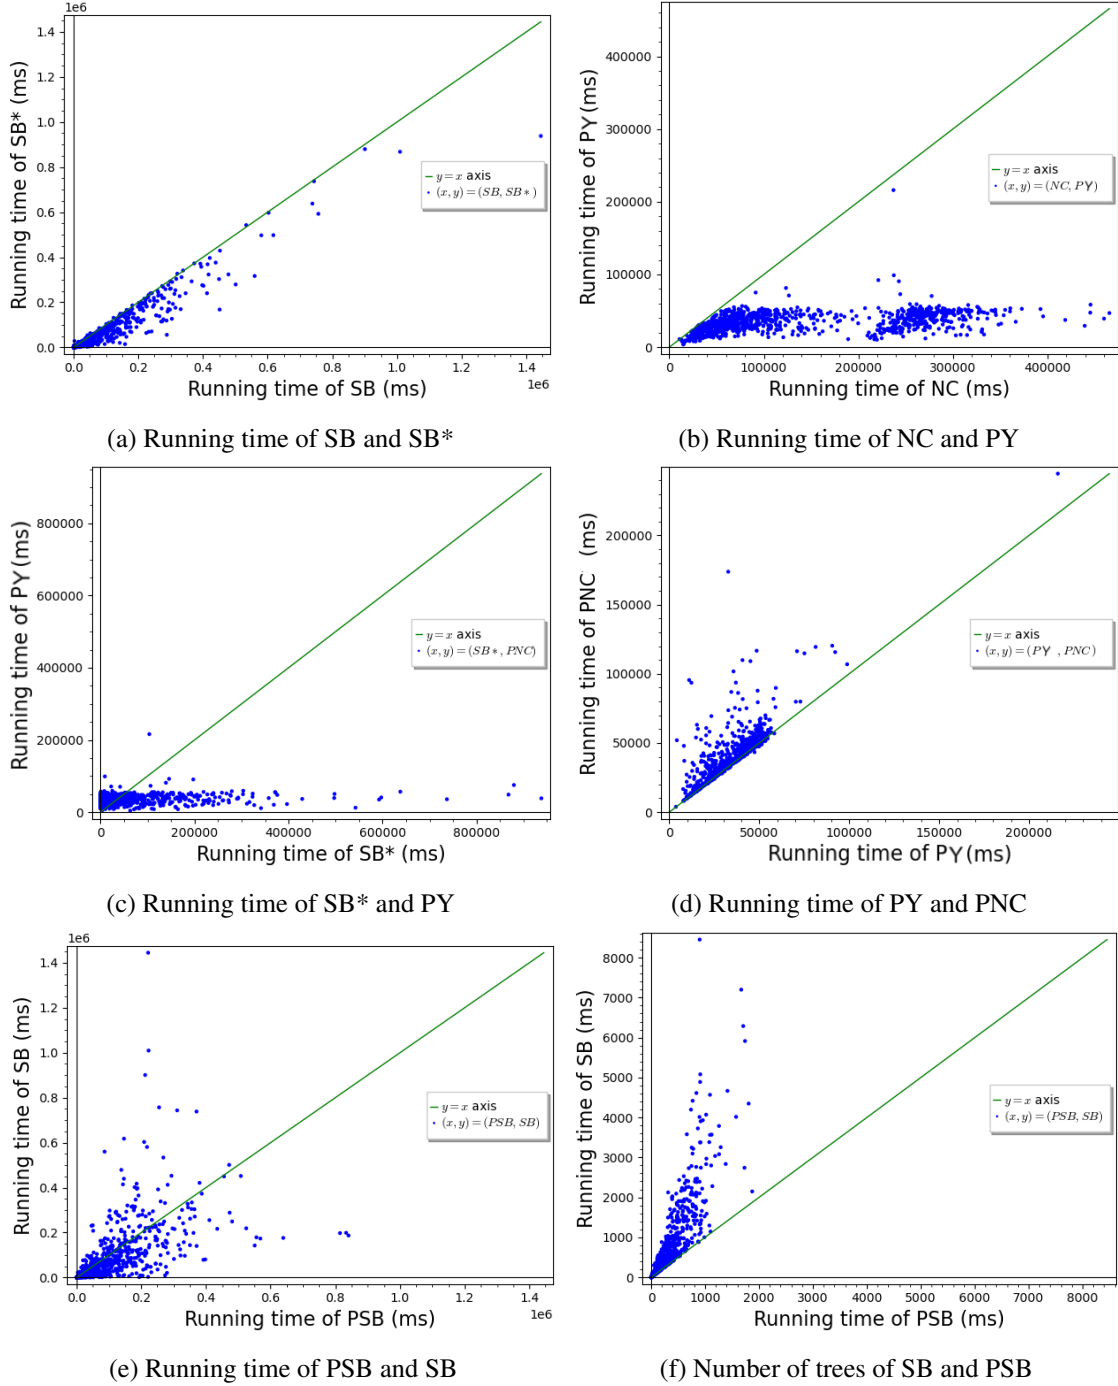 1e6
1.4
1.2
1.0
0.8
0.6
0.4
0.2
0.0
Running time of SB* (ms)
y = x axis
(x, y) = (SB, SB*)
0.0 0.2 0.4 0.6 0.8 1.0 1.2 1.4
1e6
Running time of SB (ms)
(a) Running time of SB and SB*
400000
300000
200000
100000
0
Running time of PY (ms)
y = x axis
(x, y) = (NC, PY)
0 100000 200000 300000 400000
Running time of NC (ms)
(b) Running time of NC and PY
800000
600000
400000
200000
0
Running time of PY (ms)
y = x axis
(x, y) = (SB*, PNC)
0 200000 400000 600000 800000
Running time of SB* (ms)
(c) Running time of SB* and PY
200000
150000
100000
50000
0
Running time of PNC (ms)
y = x axis
(x, y) = (PY , PNC)
0 50000 100000 150000 200000
Running time of PY (ms)
(d) Running time of PY and PNC
1e6
1.4
1.2
1.0
0.8
0.6
0.4
0.2
0.0
Running time of SB (ms)
y = x axis
(x, y) = (PSB, SB)
0.0 0.2 0.4 0.6 0.8 1.0 1.2 1.4
1e6
Running time of PSB (ms)
(e) Running time of PSB and SB
8000
7000
6000
5000
4000
3000
2000
1000
0
Running time of SB (ms)
y = x axis
(x, y) = (PSB, SB)
0 1000 2000 3000 4000 5000 6000 7000 8000
Running time of PSB (ms)
(f) Number of trees of SB and PSB